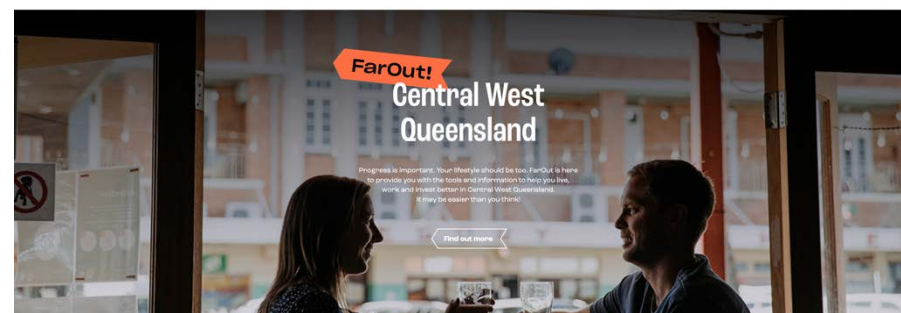 FarOut!
Central West
Queensland
Progress is important. Your lifestyle should be too. FarOut is here
to provide you with the tools and information to help you live,
work and invest better in Central West Queensland.
It may be easier than you think!
Find out more